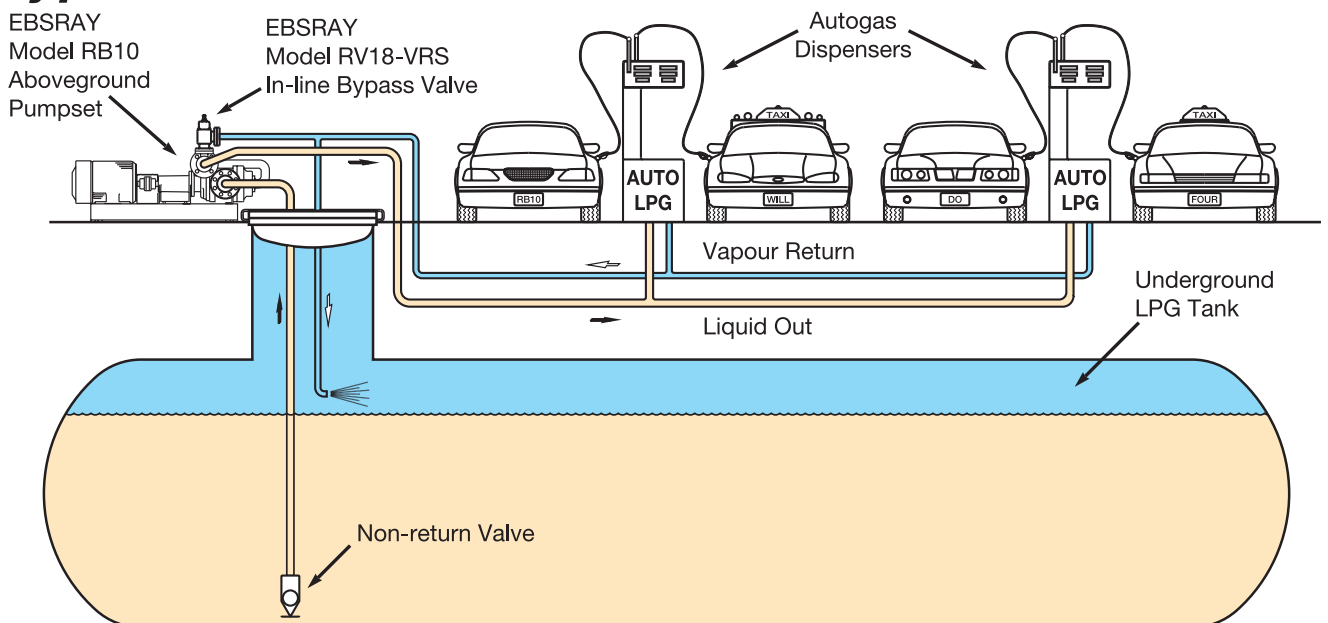 EBSRAY
Model RB10
Aboveground
Pumpset
EBSRAY
Model RV18-VRS
In-line Bypass Valve
Autogas
Dispensers
TAXI
TAXI
AUTO
LPG
AUTO
LPG
RB10
WILL
DO
FOUR
Vapour Return
Liquid Out
Underground
LPG Tank
Non-return Valve